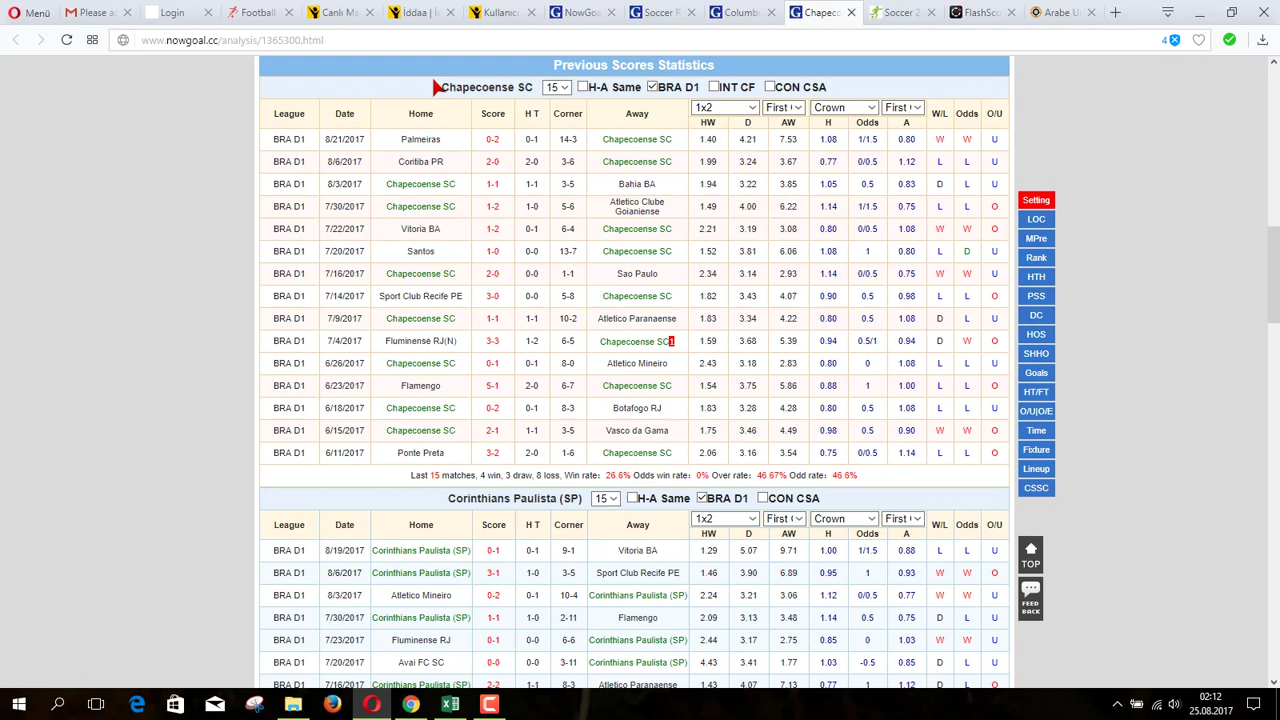 Menü Please a Login Football Canlı Ma İddaa | k Kullanıcı NowGoal Soccer R Columbu Chapeco Soccer 2 FlashSco Arabe U
www.nowgoal.cc/analysis/1365300.html 4
Previous Scores Statistics
Chapecoense SC 15 H-A Same BRA D1 INT CF CON CSA
League Date Home Score H T Corner Away 1x2 First Crown First W/L Odds O/U
HW D AW H Odds A
BRA D1 8/21/2017 Palmeiras 0-2 0-1 14-3 Chapecoense SC 1.40 4.21 7.53 1.08 1/1.5 0.80 W W U
BRA D1 8/6/2017 Coritiba PR 2-0 2-0 3-6 Chapecoense SC 1.99 3.24 3.67 0.77 0/0.5 1.12 L L U
BRA D1 8/3/2017 Chapecoense SC 1-1 1-1 3-5 Bahia BA 1.94 3.22 3.85 1.05 0.5 0.83 D L U
BRA D1 7/30/2017 Chapecoense SC 1-2 1-0 5-6 Atletico Clube Goianiense 1.49 4.00 6.22 1.14 1/1.5 0.75 L L O
BRA D1 7/22/2017 Vitoria BA 1-2 0-1 6-4 Chapecoense SC 2.21 3.19 3.08 0.80 0/0.5 1.08 W W O
BRA D1 7/20/2017 Santos 1-0 0-0 13-7 Chapecoense SC 1.52 3.81 6.06 1.08 1 0.80 L D U
BRA D1 7/16/2017 Chapecoense SC 2-0 0-0 1-1 Sao Paulo 2.34 3.14 2.93 1.14 0/0.5 0.75 W W U
BRA D1 7/14/2017 Sport Club Recife PE 3-0 0-0 5-8 Chapecoense SC 1.82 3.43 4.07 0.90 0.5 0.98 L L O
BRA D1 7/9/2017 Chapecoense SC 1-1 1-1 10-2 Atletico Paranaense 1.83 3.34 4.22 0.80 0.5 1.08 D L U
BRA D1 7/4/2017 Fluminense RJ(N) 3-3 1-2 6-5 Chapecoense SC1 1.59 3.68 5.39 0.94 0.5/1 0.94 D W O
BRA D1 6/26/2017 Chapecoense SC 0-1 0-1 8-0 Atletico Mineiro 2.43 3.18 2.83 0.80 0 1.08 L L U
BRA D1 6/23/2017 Flamengo 5-1 2-0 6-7 Chapecoense SC 1.54 3.75 5.86 0.88 1 1.00 L L O
BRA D1 6/18/2017 Chapecoense SC 0-2 0-1 8-3 Botafogo RJ 1.83 3.28 4.28 0.80 0.5 1.08 L L U
BRA D1 6/15/2017 Chapecoense SC 2-1 1-1 3-5 Vasco da Gama 1.75 3.46 4.49 0.98 0.5 0.90 W W O
BRA D1 6/11/2017 Ponte Preta 3-2 2-0 1-6 Chapecoense SC 2.06 3.16 3.54 0.75 0/0.5 1.14 L L O
Last 15 matches, 4 win, 3 draw, 8 loss, Win rate: 26.6% Odds win rate: 0% Over rate: 46.67% Odd rate: 46.6%
Corinthians Paulista (SP) 15 H-A Same BRA D1 CON CSA
League Date Home Score H T Corner Away 1x2 First Crown First W/L Odds O/U
HW D AW H Odds A
BRA D1 8/19/2017 Corinthians Paulista (SP) 0-1 0-1 9-1 Vitoria BA 1.29 5.07 9.71 1.00 1/1.5 0.88 L L U
BRA D1 8/6/2017 Corinthians Paulista (SP) 3-1 1-0 3-5 Sport Club Recife PE 1.46 3.90 6.89 0.95 1 0.93 W W O
BRA D1 8/3/2017 Atletico Mineiro 0-2 0-1 10-4 Corinthians Paulista (SP) 2.24 3.21 3.06 1.12 0/0.5 0.77 W W U
BRA D1 7/30/2017 Corinthians Paulista (SP) 1-1 1-0 2-11 Flamengo 2.09 3.13 3.48 1.14 0.5 0.75 D L U
BRA D1 7/23/2017 Fluminense RJ 0-1 0-0 6-6 Corinthians Paulista (SP) 2.44 3.17 2.75 0.85 0 1.03 W W U
BRA D1 7/20/2017 Avai FC SC 0-0 0-0 3-11 Corinthians Paulista (SP) 4.43 3.41 1.77 1.03 -0.5 0.85 D L U
BRA D1 7/16/2017 Corinthians Paulista (SP) 2-2 1-1 8-3 Atletico Paranaense 1.43 4.07 7.13 0.77 1 1.12 D L O
Setting
LOC
MPre
Rank
HTH
PSS
DC
HOS
SHHO
Goals
HT/FT
O/U|O/E
Time
Fixture
Lineup
CSSC
TOP
FEED
BACK
02:12
25.08.2017